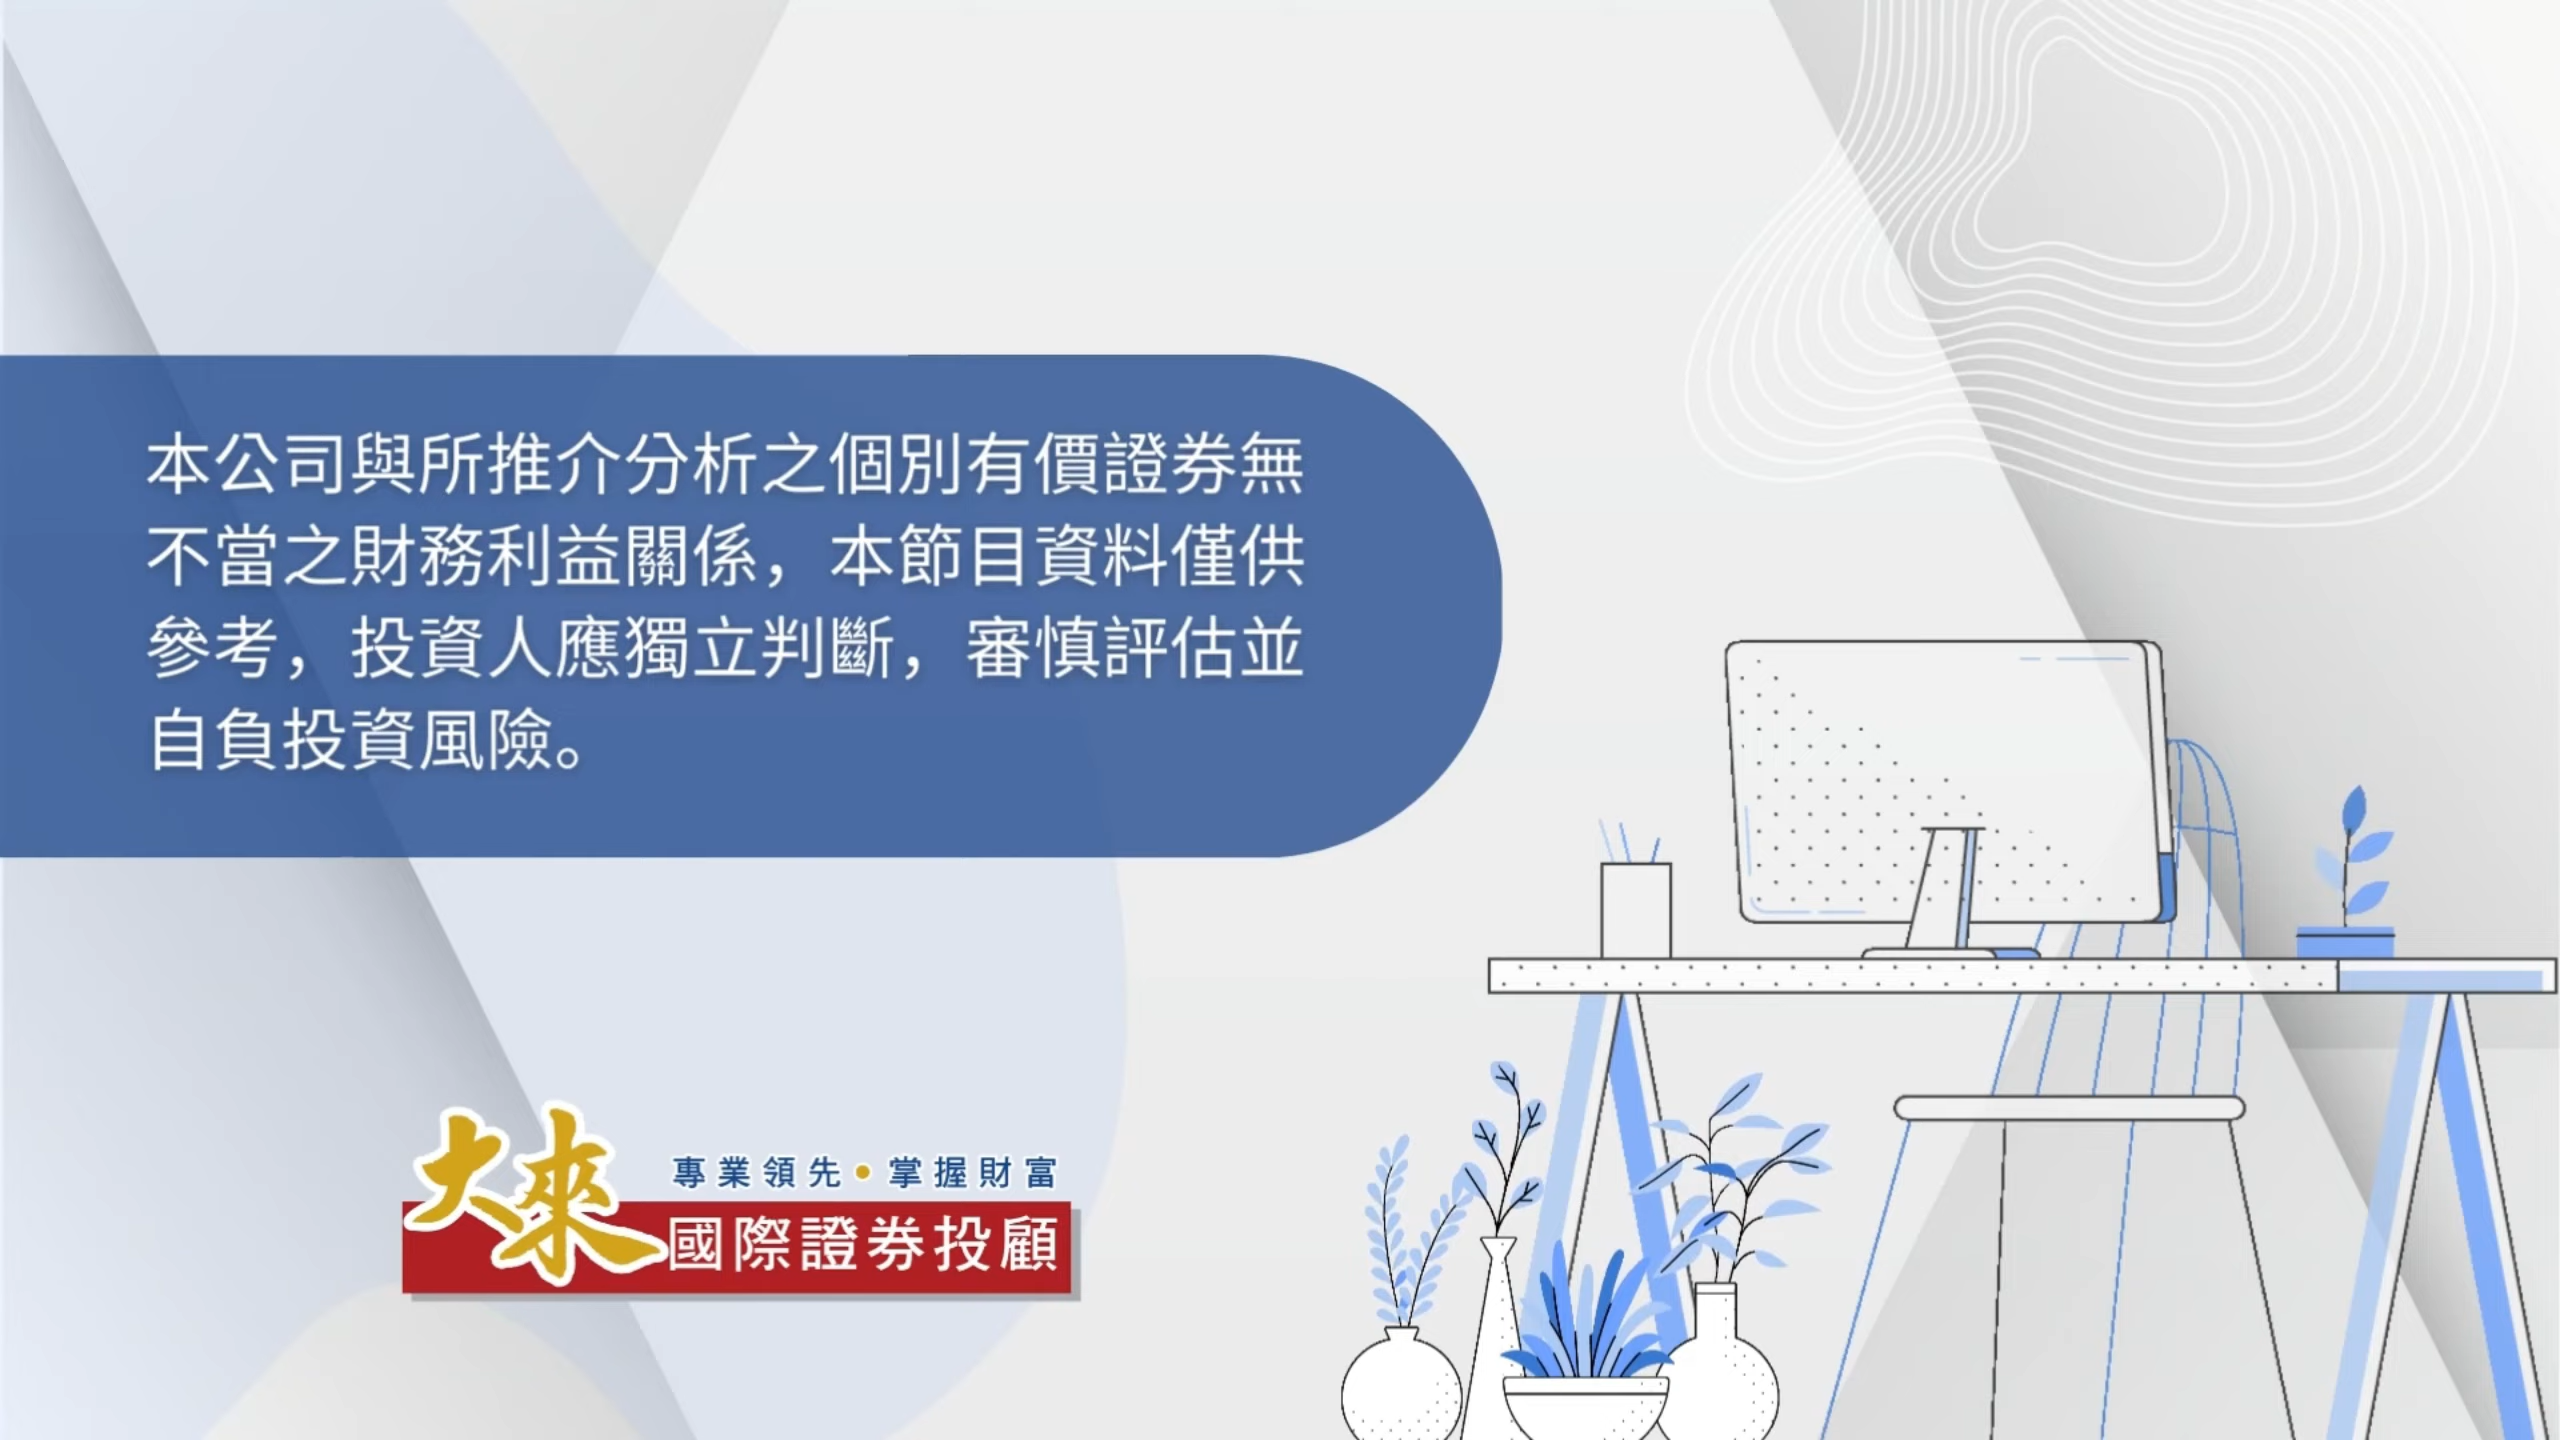 本公司與所推介分析之個別有價證券無
不當之財務利益關係，本節目資料僅供
參考，投資人應獨立判斷，審慎評估並
自負投資風險。
專業領先•掌握財富
大來國際證券投顧